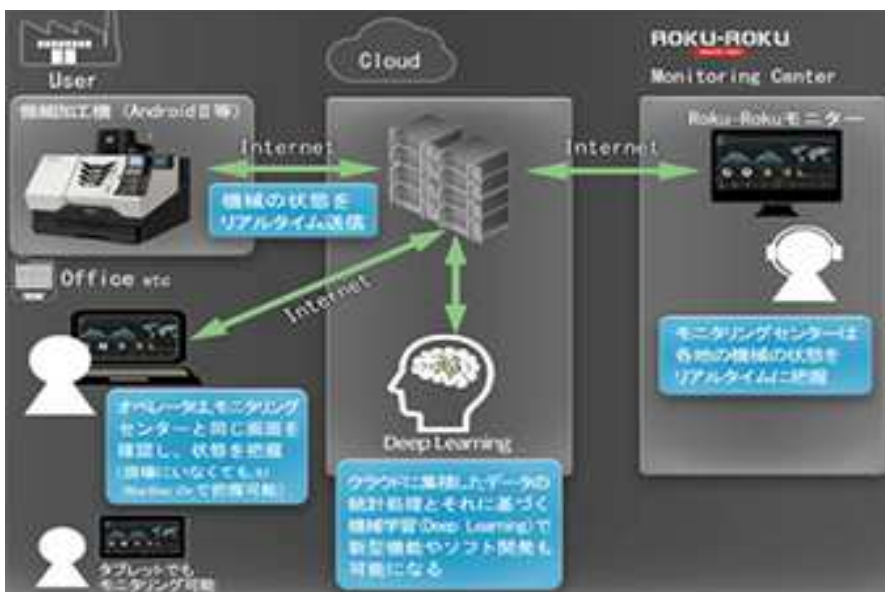 User
機械加工機 (AndroidⅡ等)
Internet
機械の状態を
リアルタイム送信
Office etc
Internet
オペレータは、モニタリング
センターと同じ画面を
確認し、状態を把握
で把握可能)
タブレットでも
モニタリング可能
Cloud
Deep Learning
クラウドに集積したデータの
統計処理とそれに基づく
機械学習(Deep Learning)で
新型機能やソフト開発も
可能になる
Internet
ROKU-ROKU
Monitoring Center
Roku-Rokuモニター
モニタリングセンターは
各地の機械の状態を
リアルタイムに把握